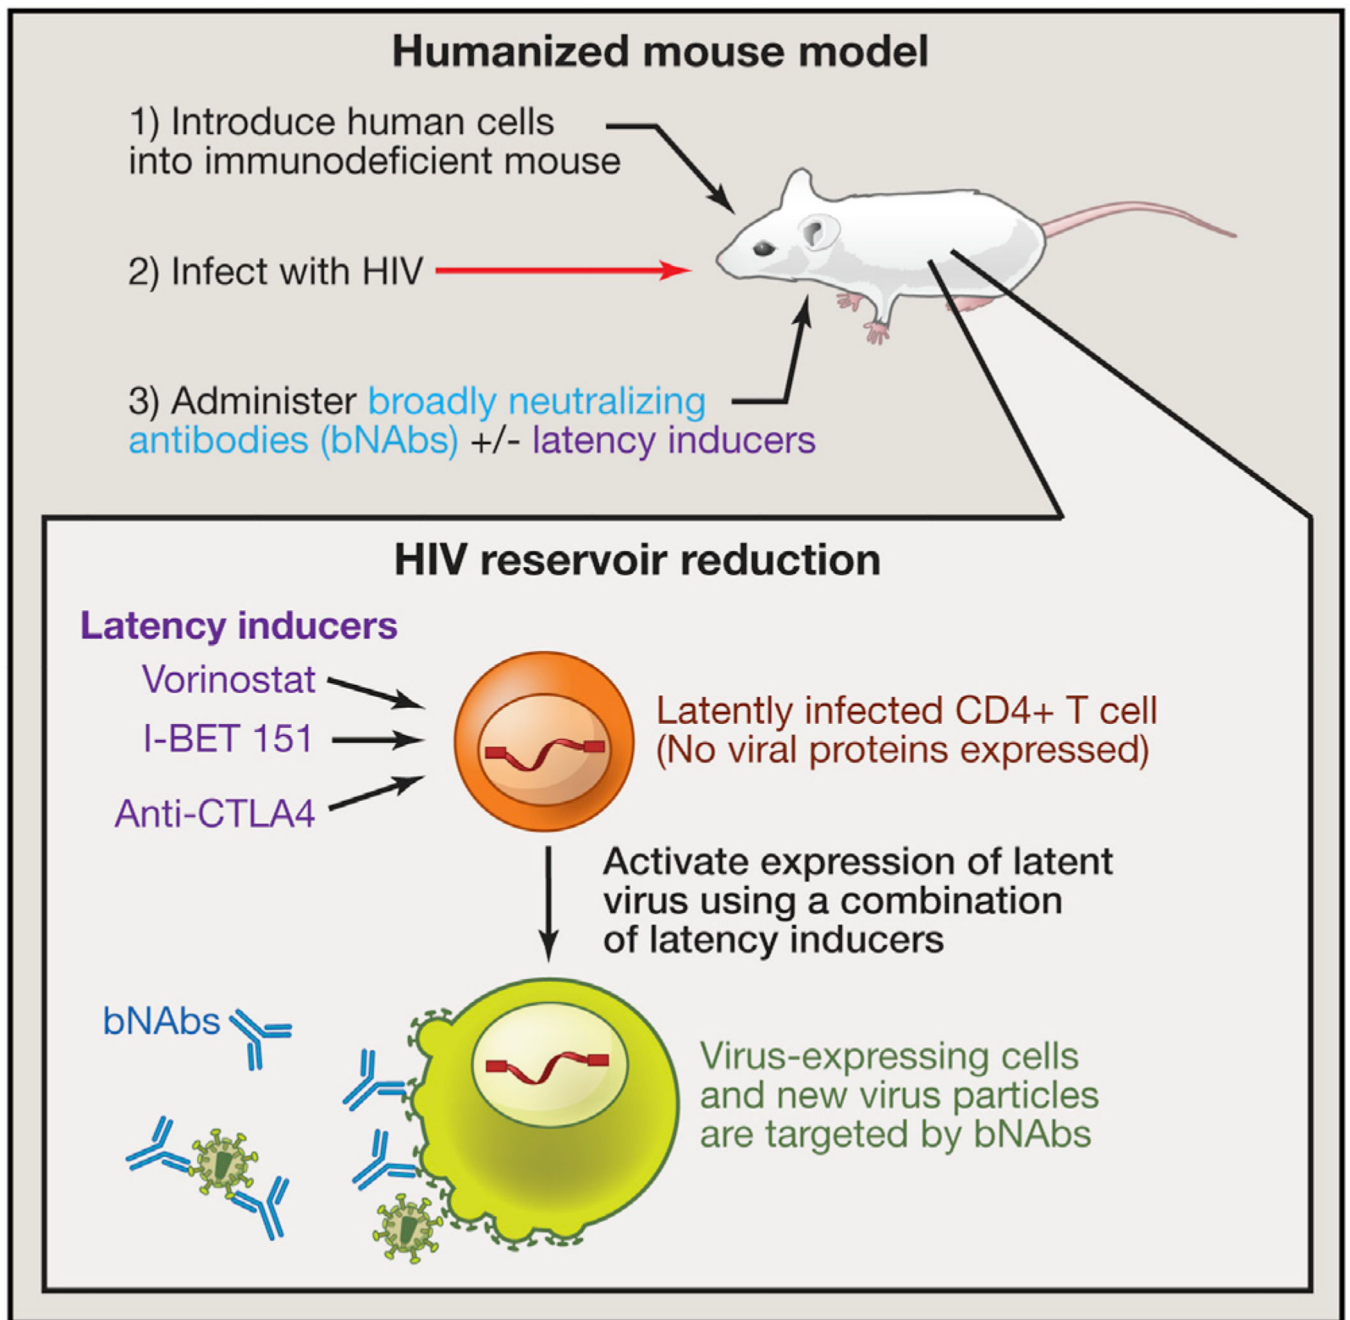 Humanized mouse model
1) Introduce human cells
into immunodeficient mouse
2) Infect with HIV
3) Administer broadly neutralizing
antibodies (bNAbs) +/- latency inducers
HIV reservoir reduction
Latency inducers
Vorinostat
I-BET 151
Anti-CTLA4
Latently infected CD4+ T cell
(No viral proteins expressed)
Activate expression of latent
virus using a combination
of latency inducers
bNAbs
Virus-expressing cells
and new virus particles
are targeted by bNAbs